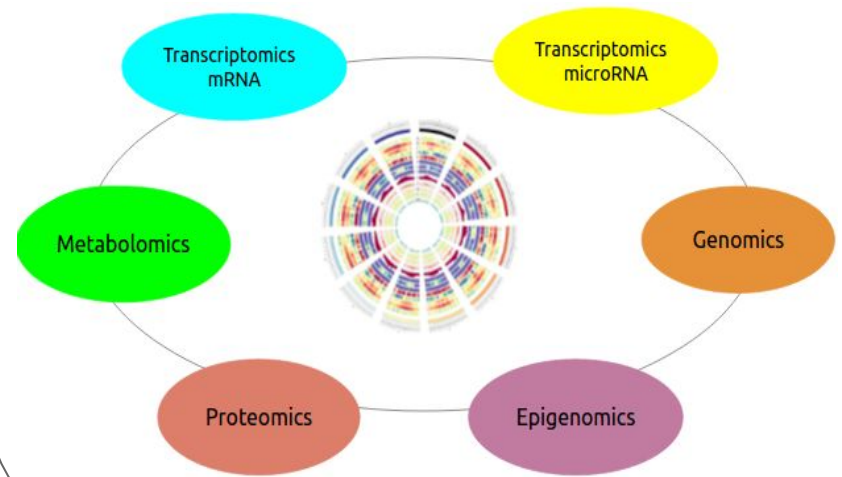 Transcriptomics
mRNA
Transcriptomics
microRNA
Metabolomics
Genomics
Proteomics
Epigenomics